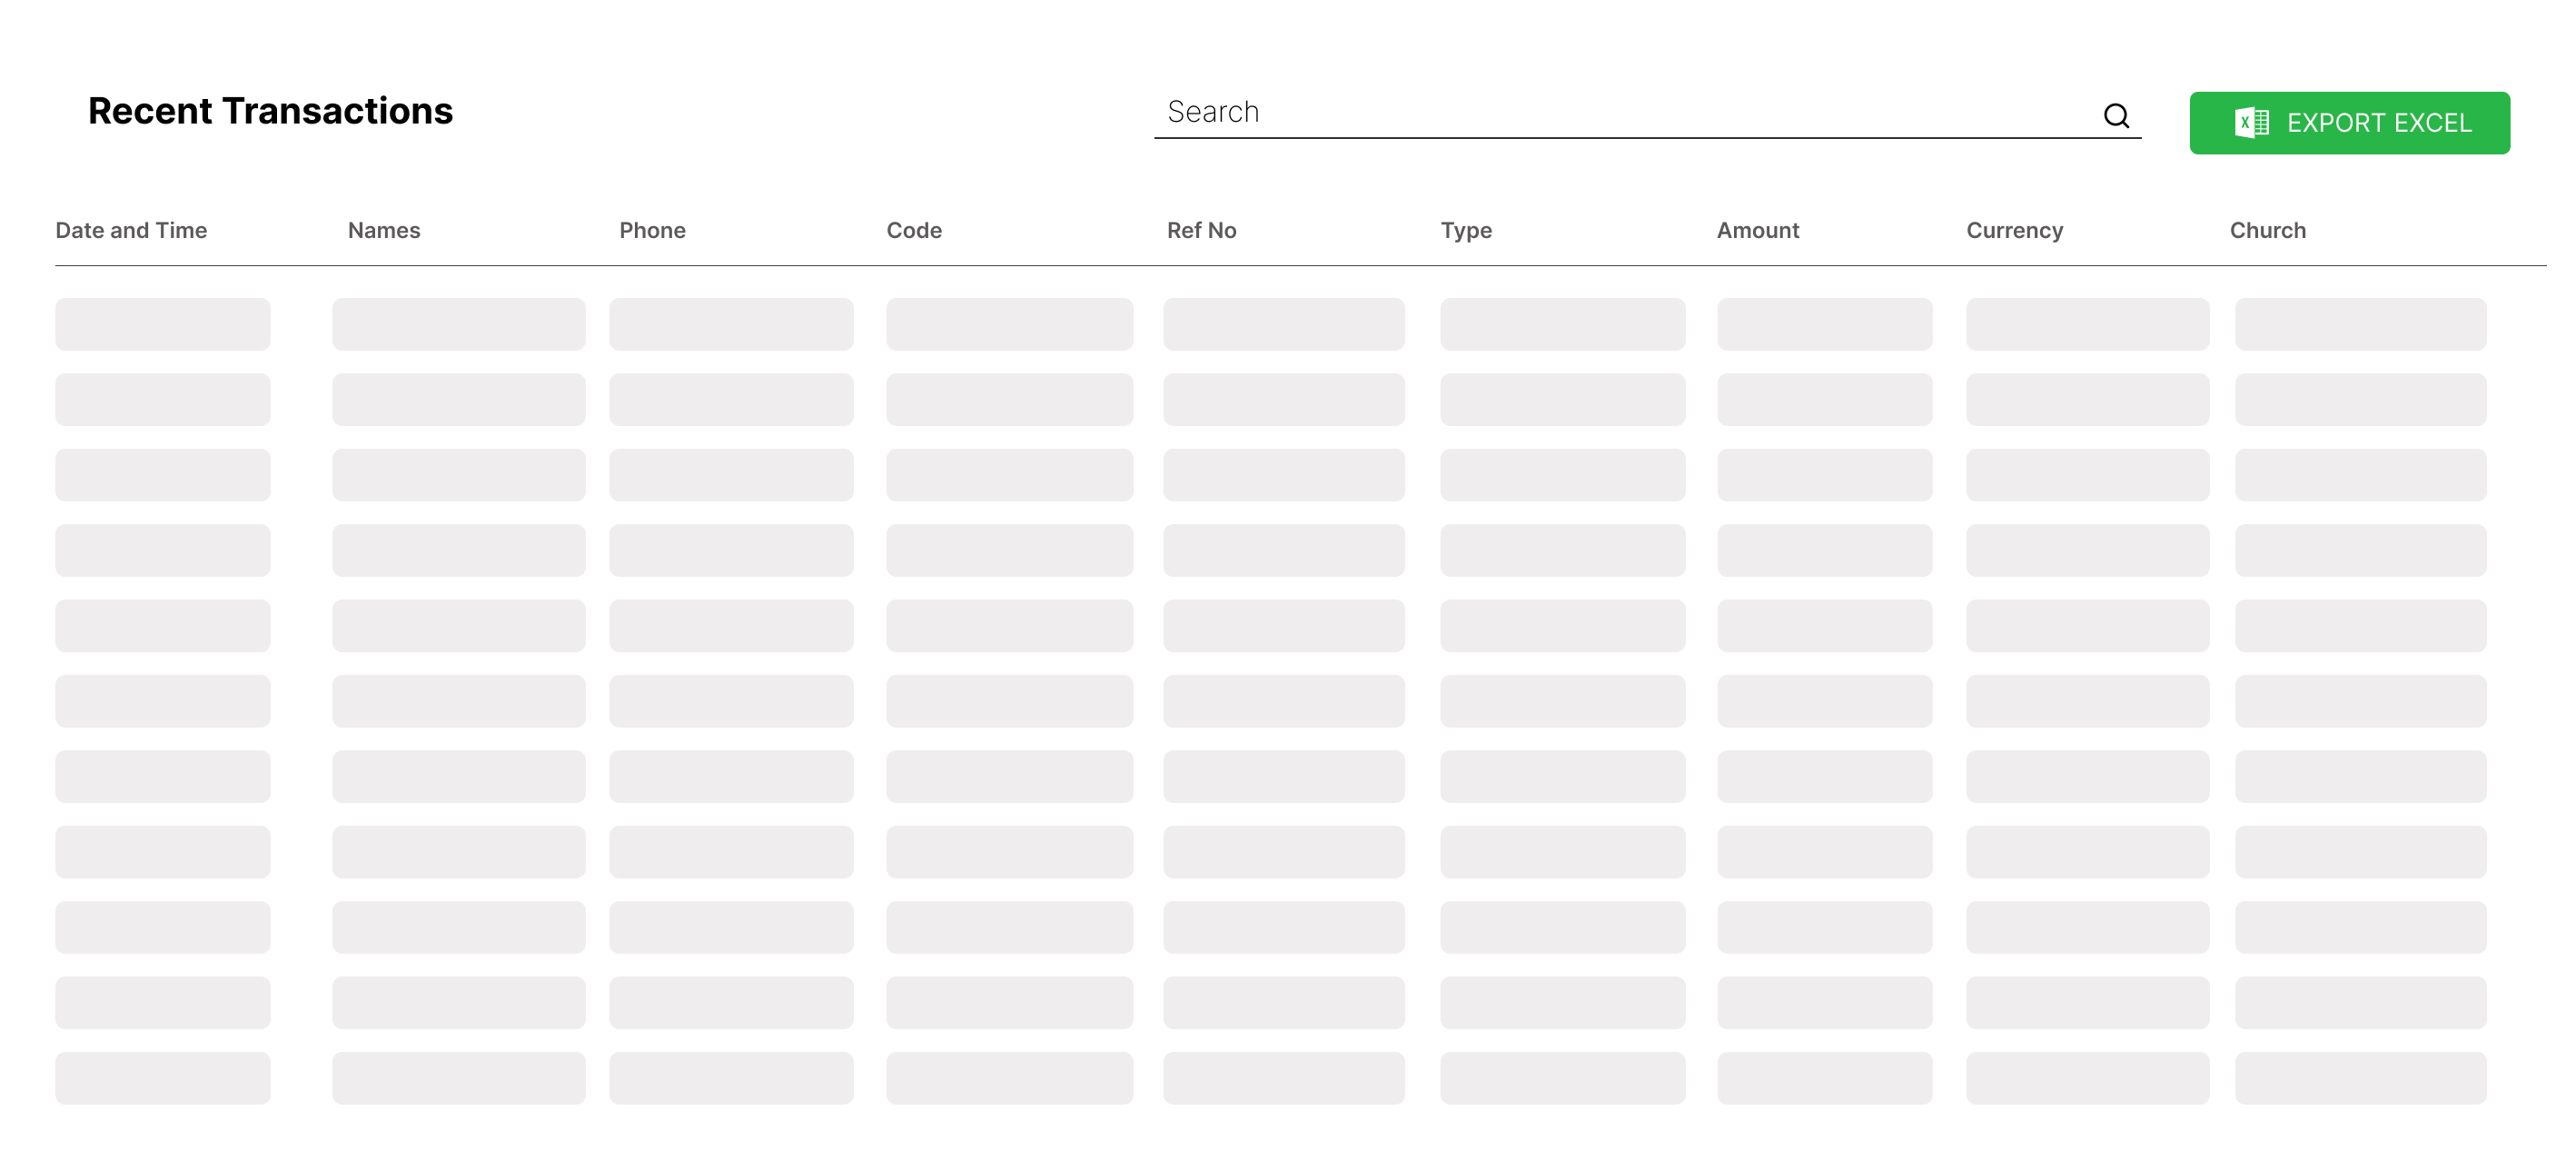 Recent Transactions
Search
EXPORT EXCEL
Date and Time Names Phone Code Ref No Type Amount Currency Church